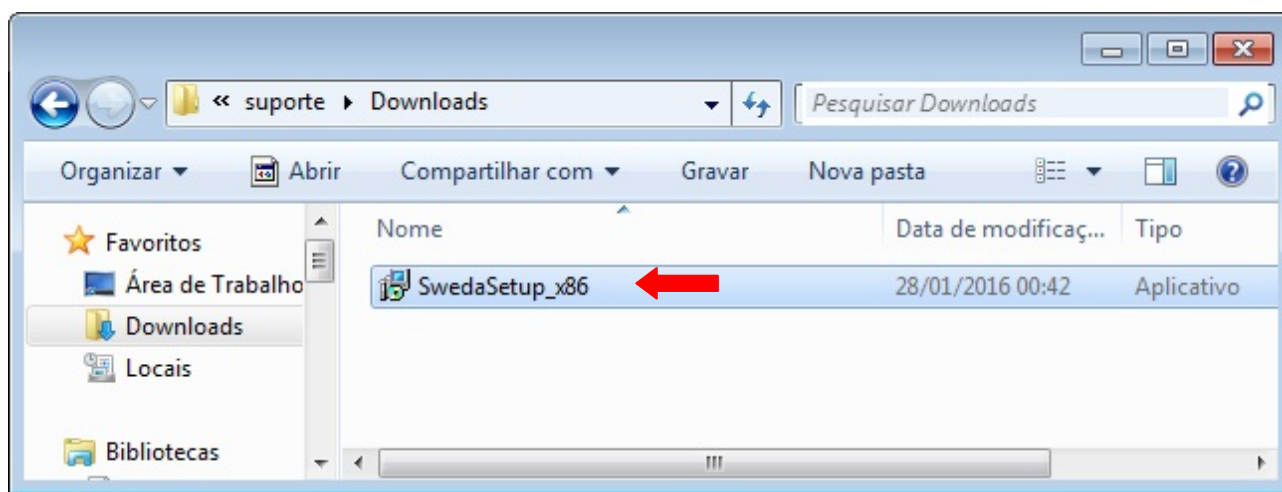 « suporte ▸ Downloads
Pesquisar Downloads
Organizar
Abrir
Compartilhar com
Gravar
Nova pasta
Favoritos
Área de Trabalho
Downloads
Locais
Bibliotecas
Nome
Data de modificaç...
Tipo
SwedaSetup_x86
28/01/2016 00:42
Aplicativo